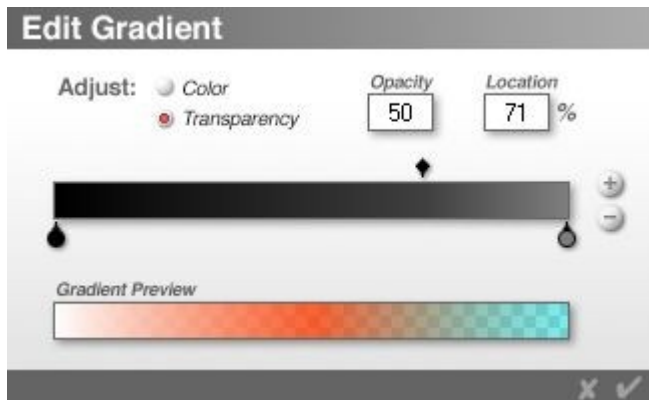 Edit Gradient
Adjust: Color Opacity Location
Transparency 50 71 %
Gradient Preview